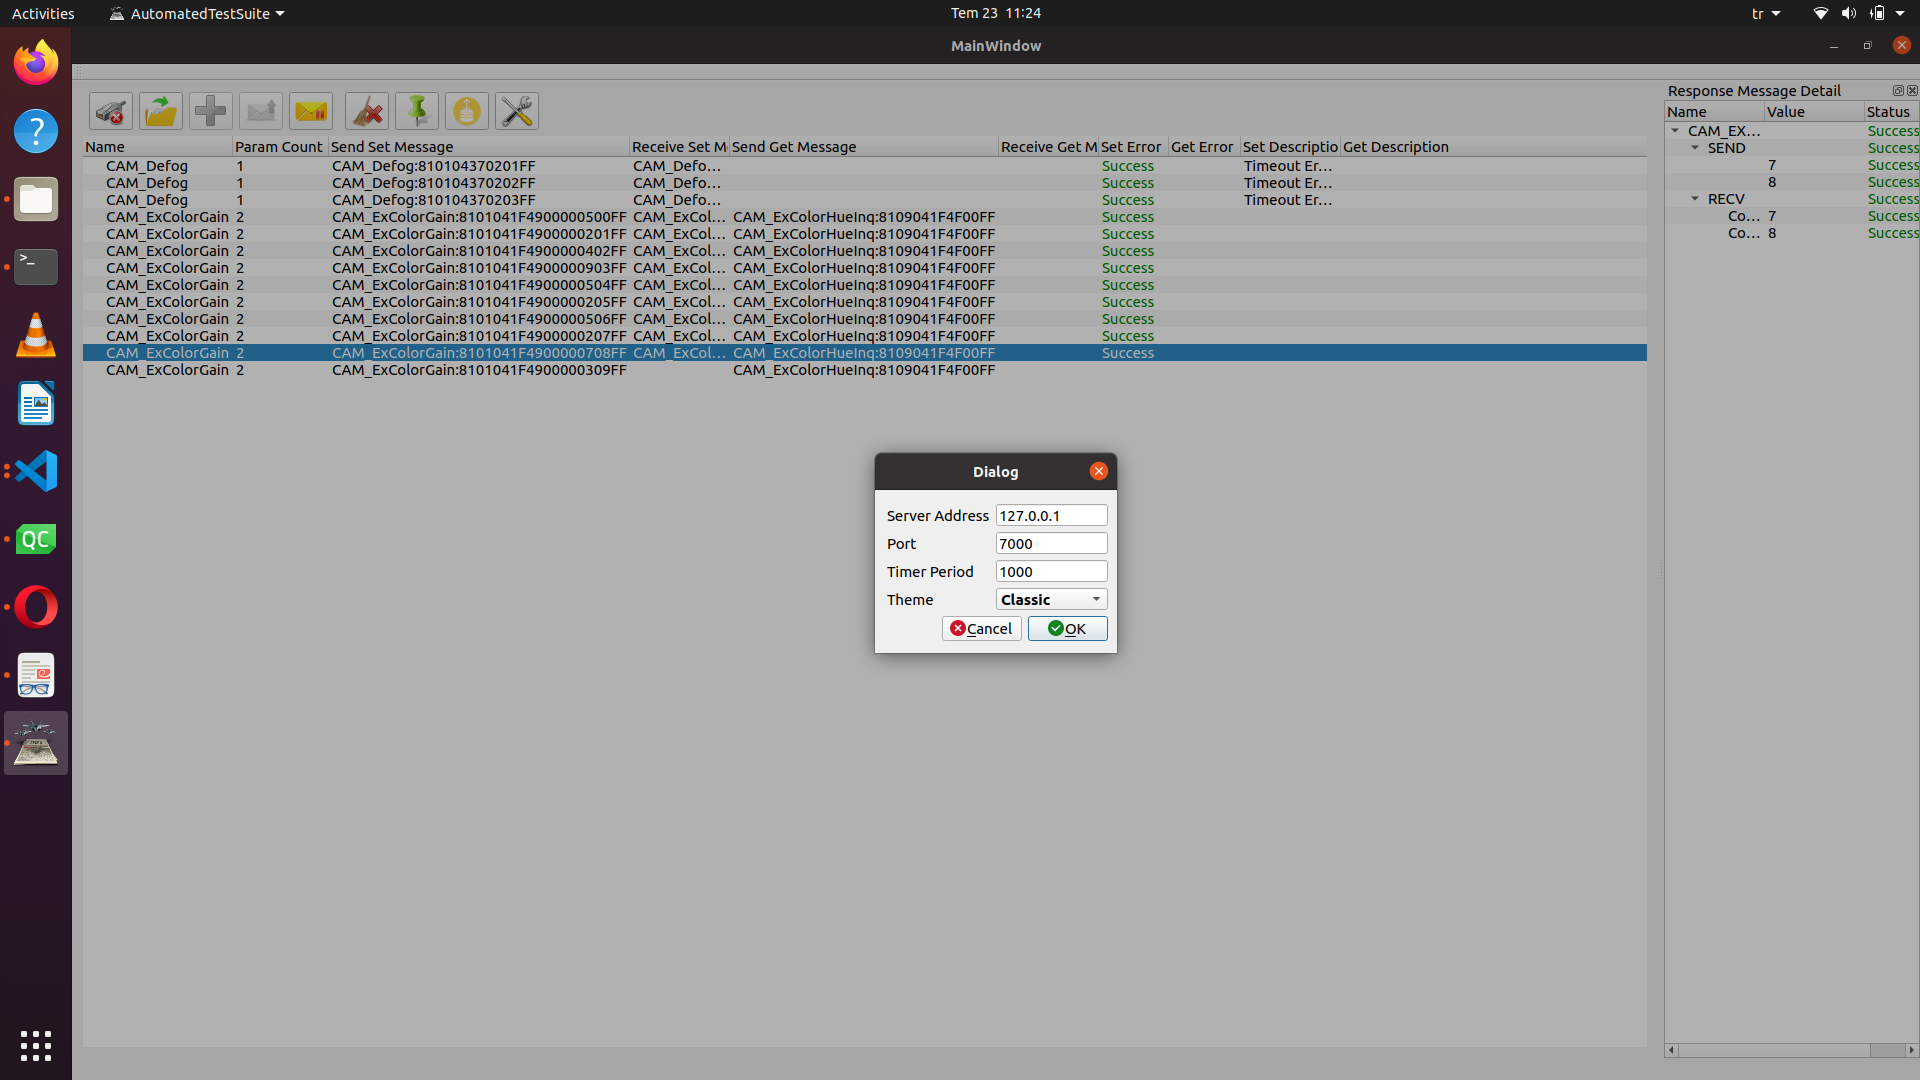 Activities AutomatedTestSuite Tem 23 11:24 tr
MainWindow
Response Message Detail
Name Value Status
Name Param Count Send Set Message Receive Set M Send Get Message Receive Get M Set Error Get Error Set Descriptio Get Description
CAM_Defog 1 CAM_Defog:810104370201FF CAM_Defo... Success Timeout Er...
CAM_Defog 1 CAM_Defog:810104370202FF CAM_Defo... Success Timeout Er...
CAM_Defog 1 CAM_Defog:810104370203FF CAM_Defo... Success Timeout Er...
CAM_ExColorGain 2 CAM_ExColorGain:8101041F4900000500FF CAM_ExCol... CAM_ExColorHueInq:8109041F4F00FF Success
CAM_ExColorGain 2 CAM_ExColorGain:8101041F4900000201FF CAM_ExCol... CAM_ExColorHueInq:8109041F4F00FF Success
CAM_ExColorGain 2 CAM_ExColorGain:8101041F4900000402FF CAM_ExCol... CAM_ExColorHueInq:8109041F4F00FF Success
CAM_ExColorGain 2 CAM_ExColorGain:8101041F4900000903FF CAM_ExCol... CAM_ExColorHueInq:8109041F4F00FF Success
CAM_ExColorGain 2 CAM_ExColorGain:8101041F4900000504FF CAM_ExCol... CAM_ExColorHueInq:8109041F4F00FF Success
CAM_ExColorGain 2 CAM_ExColorGain:8101041F4900000205FF CAM_ExCol... CAM_ExColorHueInq:8109041F4F00FF Success
CAM_ExColorGain 2 CAM_ExColorGain:8101041F4900000506FF CAM_ExCol... CAM_ExColorHueInq:8109041F4F00FF Success
CAM_ExColorGain 2 CAM_ExColorGain:8101041F4900000207FF CAM_ExCol... CAM_ExColorHueInq:8109041F4F00FF Success
CAM_ExColorGain 2 CAM_ExColorGain:8101041F4900000708FF CAM_ExCol... CAM_ExColorHueInq:8109041F4F00FF Success
CAM_ExColorGain 2 CAM_ExColorGain:8101041F4900000309FF CAM_ExColorHueInq:8109041F4F00FF
CAM_EX... Success
SEND Success
7 Success
8 Success
RECV Success
Co... 7 Success
Co... 8 Success
Dialog
Server Address 127.0.0.1
Port 7000
Timer Period 1000
Theme Classic
Cancel OK
QC